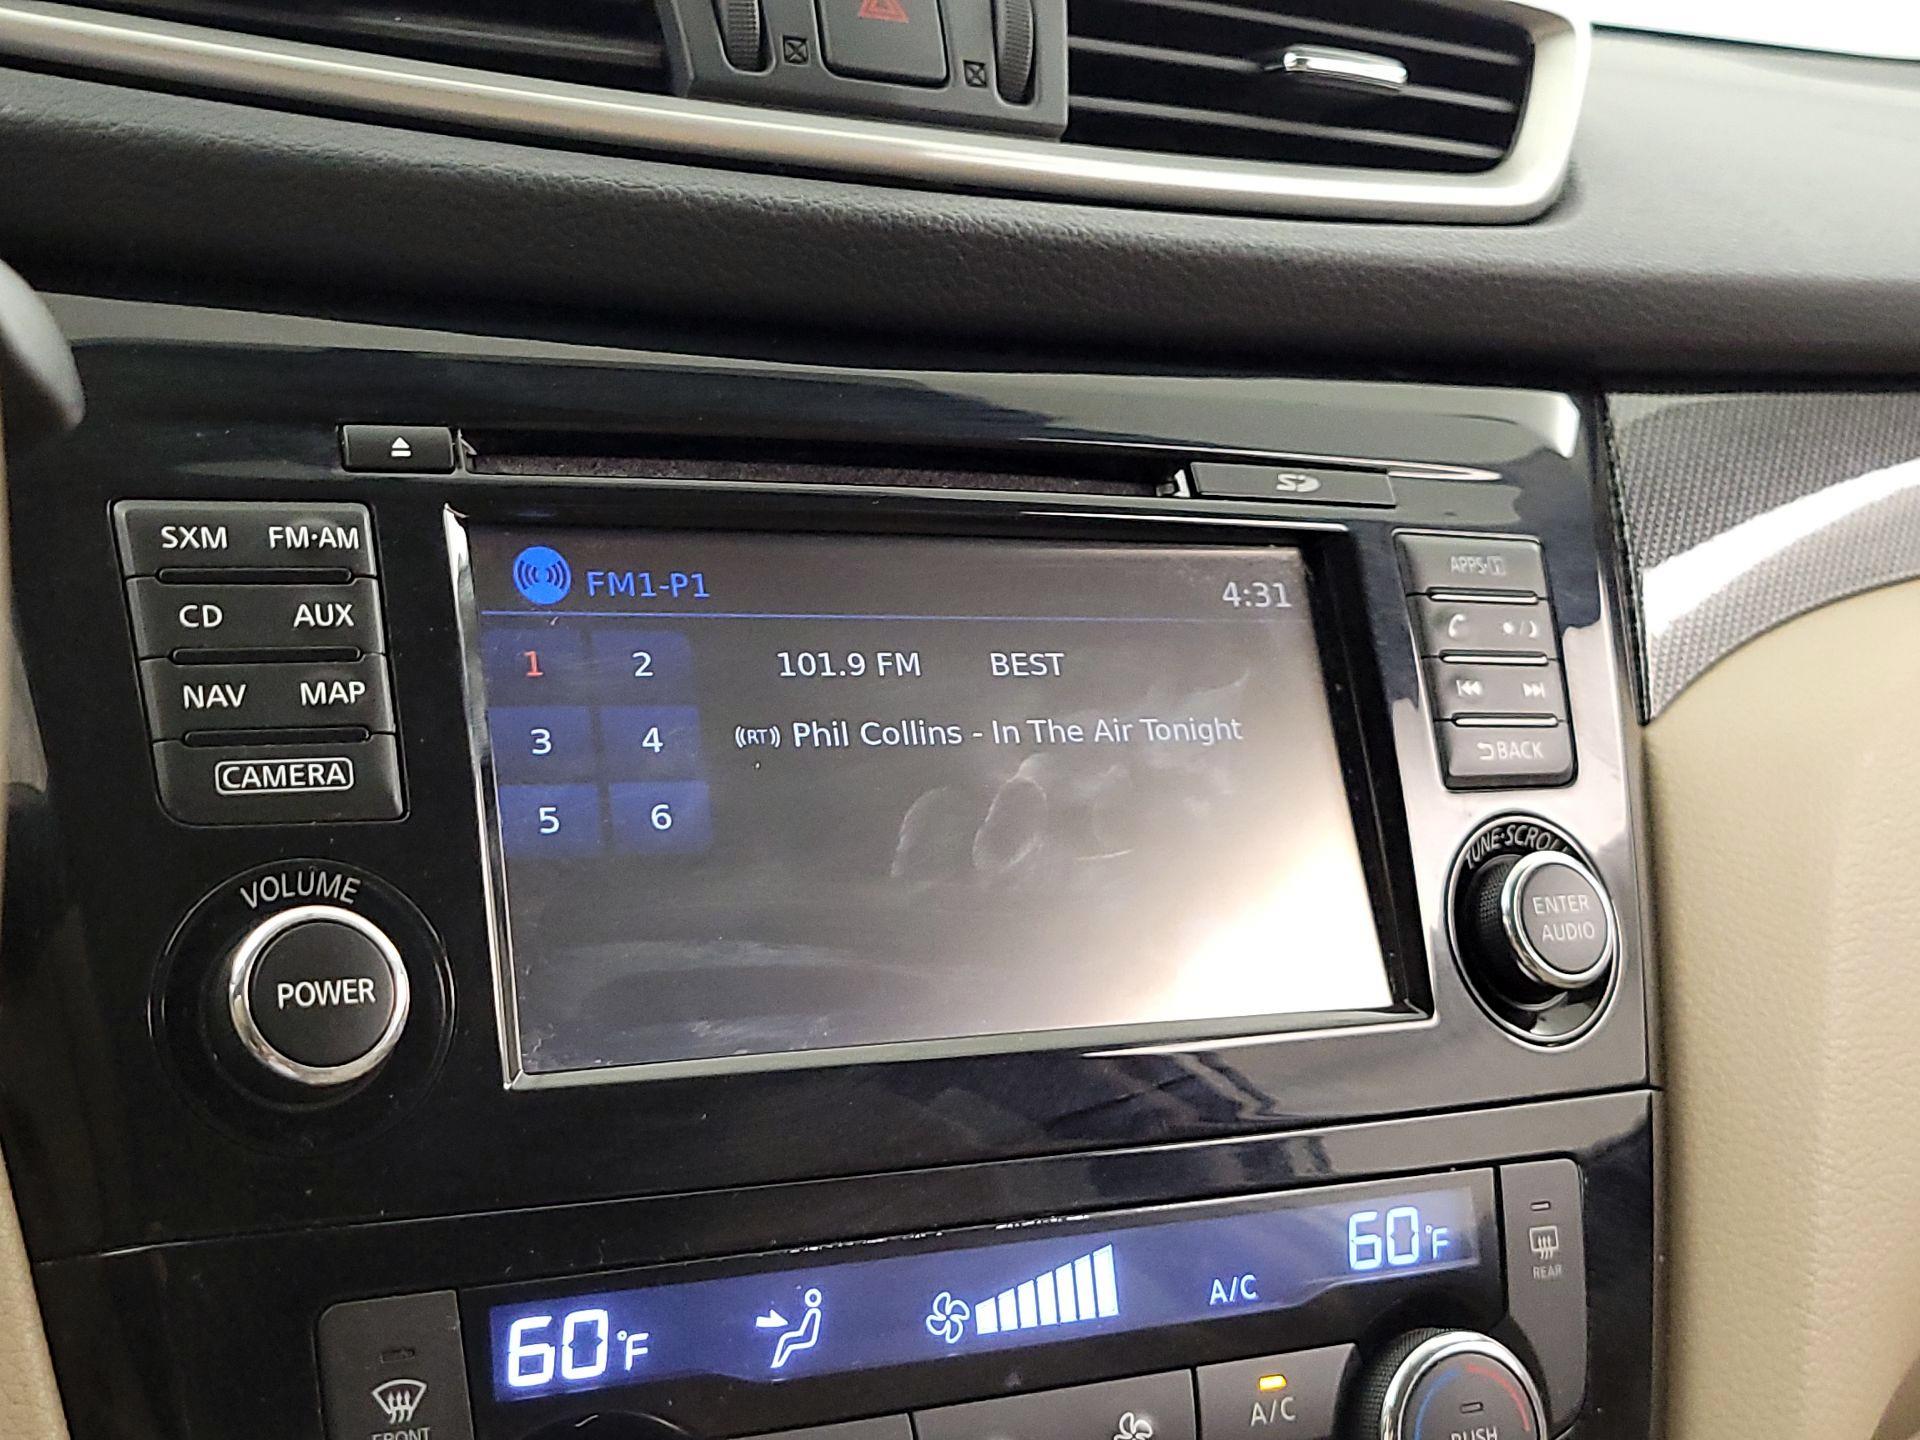 SD
SXM FM·AM
CD AUX
NAV MAP
CAMERA
VOLUME
POWER
FM1-P1 4:31
1 2 101.9 FM BEST
3 4 ((RT)) Phil Collins - In The Air Tonight
5 6
APPS·i
BACK
TUNE·SCROLL
ENTER
AUDIO
60°F A/C 60°F
REAR
FRONT
A/C
PUSH